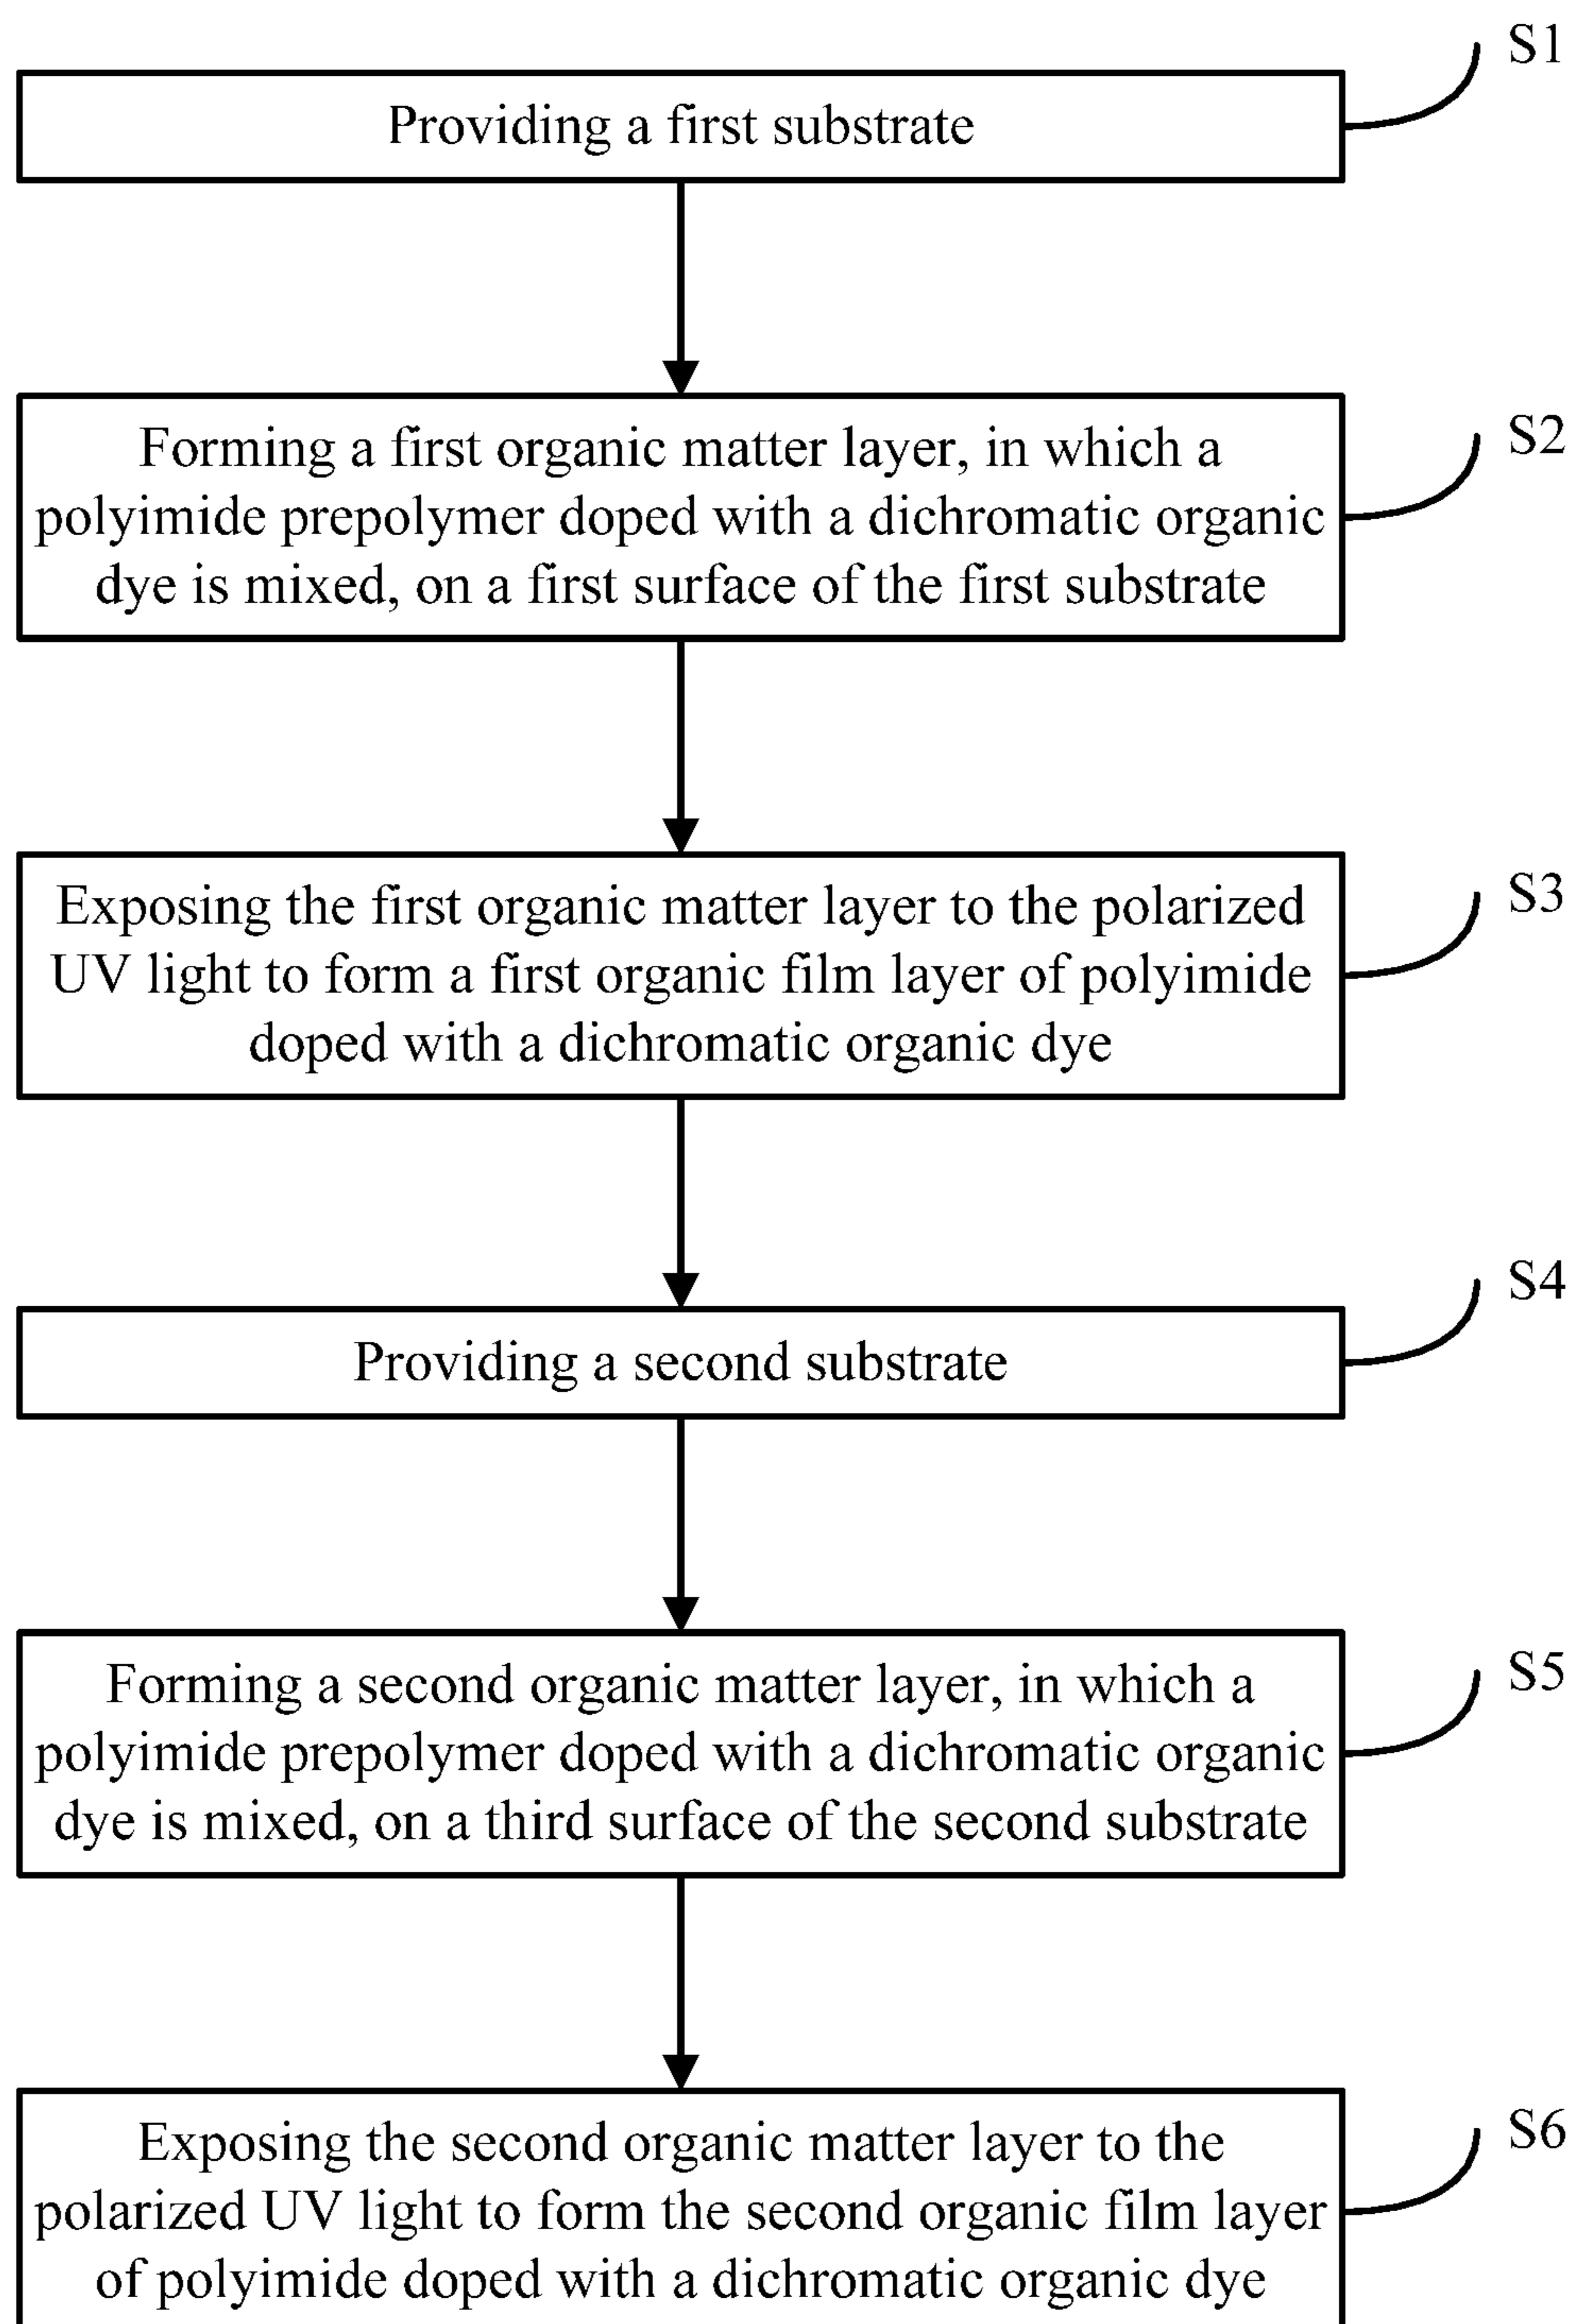 S1
Providing a first substrate
S2
Forming a first organic matter layer, in which a
polyimide prepolymer doped with a dichromatic organic
dye is mixed, on a first surface of the first substrate
S3
Exposing the first organic matter layer to the polarized
UV light to form a first organic film layer of polyimide
doped with a dichromatic organic dye
S4
Providing a second substrate
S5
Forming a second organic matter layer, in which a
polyimide prepolymer doped with a dichromatic organic
dye is mixed, on a third surface of the second substrate
S6
Exposing the second organic matter layer to the
polarized UV light to form the second organic film layer
of polyimide doped with a dichromatic organic dye